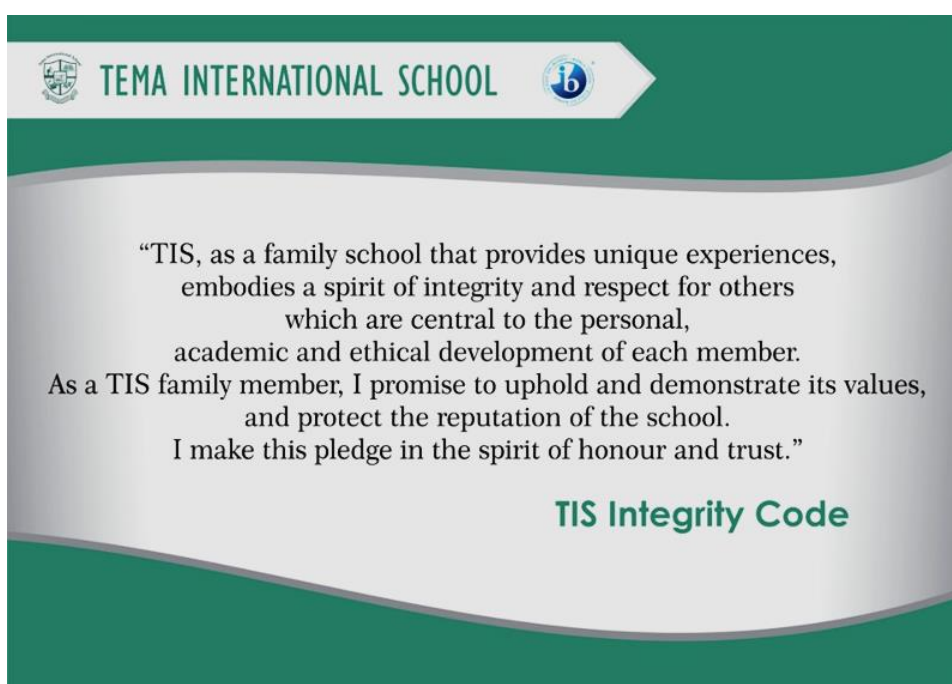 TEMA INTERNATIONAL SCHOOL
“TIS, as a family school that provides unique experiences,
embodies a spirit of integrity and respect for others
which are central to the personal,
academic and ethical development of each member.
As a TIS family member, I promise to uphold and demonstrate its values,
and protect the reputation of the school.
I make this pledge in the spirit of honour and trust.”
TIS Integrity Code